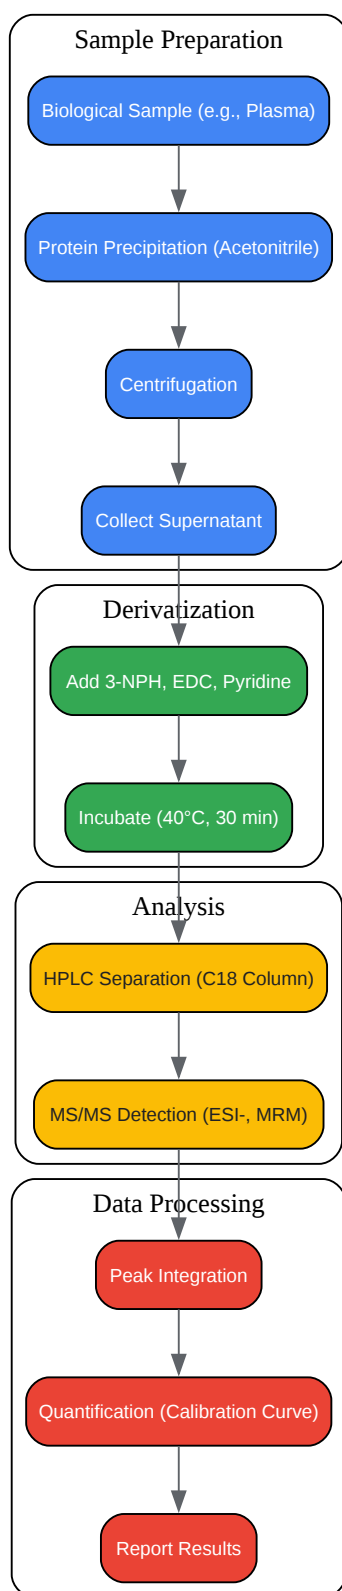 Sample Preparation
Biological Sample (e.g., Plasma)
Protein Precipitation (Acetonitrile)
Centrifugation
Collect Supernatant
Derivatization
Add 3-NPH, EDC, Pyridine
Incubate (40°C, 30 min)
Analysis
HPLC Separation (C18 Column)
MS/MS Detection (ESI-, MRM)
Data Processing
Peak Integration
Quantification (Calibration Curve)
Report Results